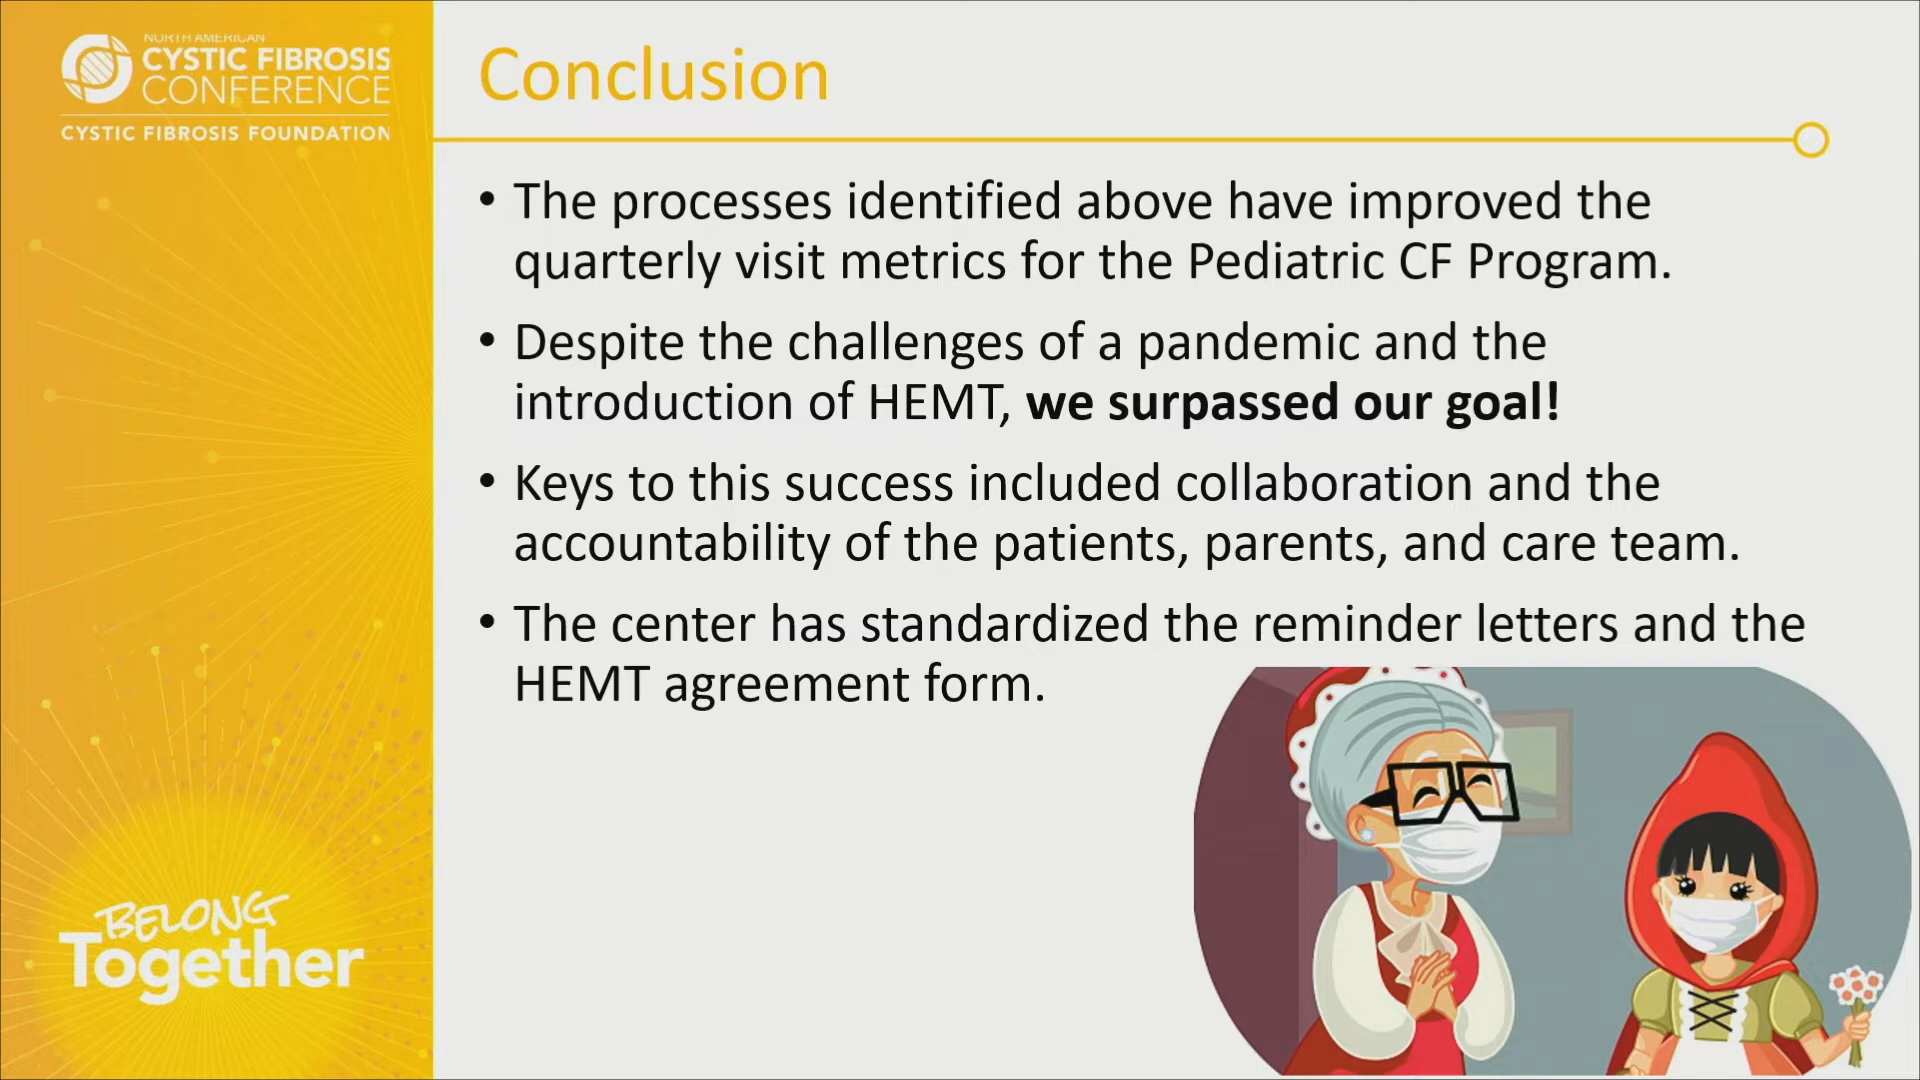 NORTH AMERICAN
CYSTIC FIBROSIS
CONFERENCE
CYSTIC FIBROSIS FOUNDATION
Conclusion
• The processes identified above have improved the
quarterly visit metrics for the Pediatric CF Program.
• Despite the challenges of a pandemic and the
introduction of HEMT, we surpassed our goal!
• Keys to this success included collaboration and the
accountability of the patients, parents, and care team.
• The center has standardized the reminder letters and the
HEMT agreement form.
BELONG
Together